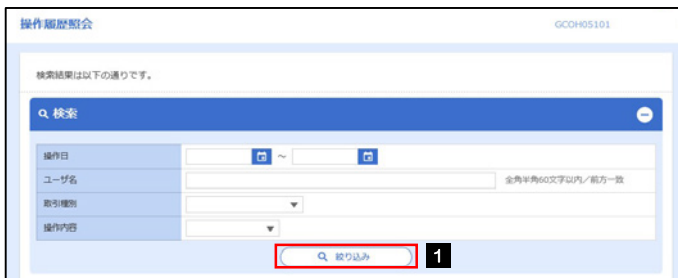 操作履歴照会 GCOH05101
検索結果は以下の通りです。
検索
操作日 ～
ユーザ名 全角半角60文字以内／前方一致
取引種別
操作内容
絞り込み 1